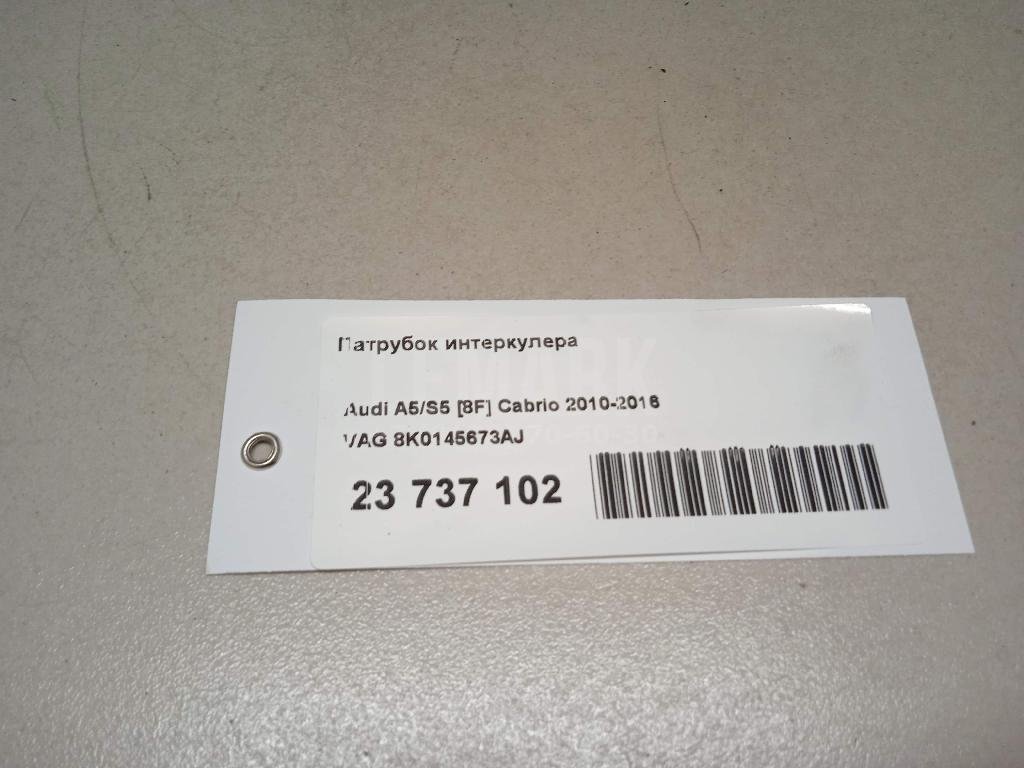 Патрубок интеркулера
Audi A5/S5 [8F] Cabrio 2010-2016
VAG 8K0145673AJ
23 737 102